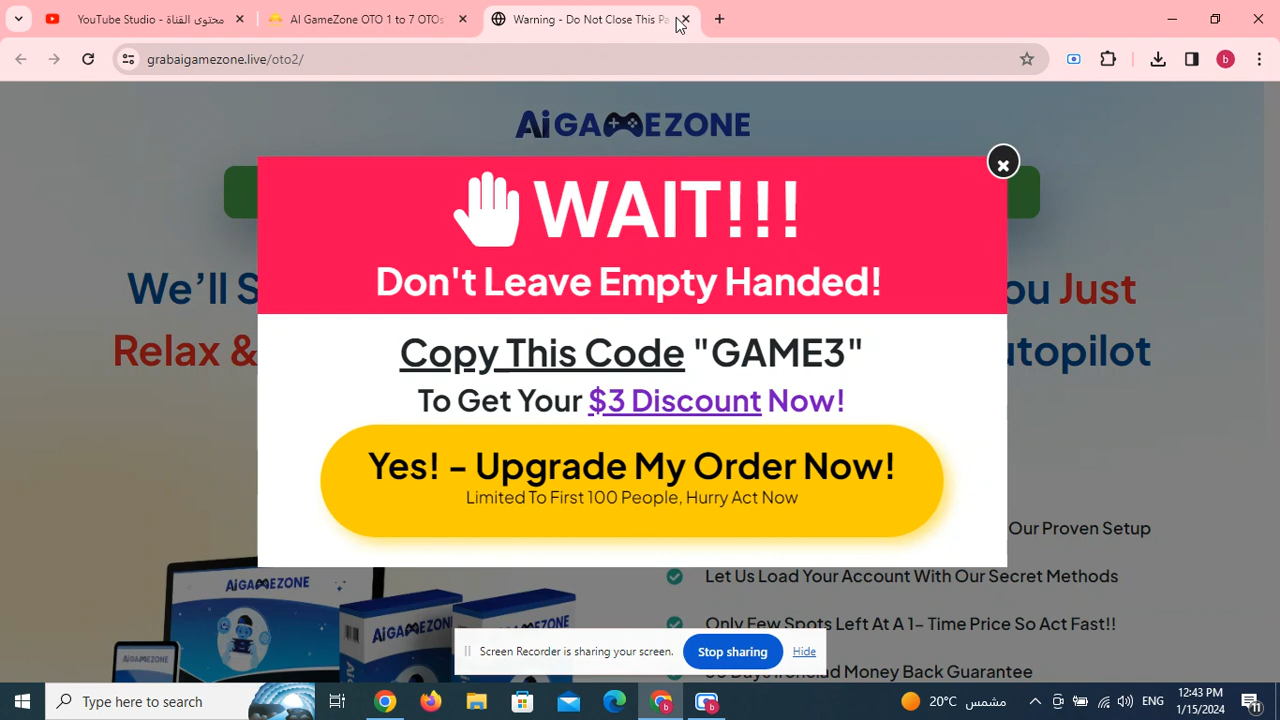 YouTube Studio - محتوى القناة
AI GameZone OTO 1 to 7 OTOs
Warning - Do Not Close This Pa
grabaigamezone.live/oto2/
b
AiGAMEZONE
WAIT!!!
Don't Leave Empty Handed!
We'll S
ou Just
Relax &
utopilot
Copy This Code "GAME3"
To Get Your $3 Discount Now!
Yes! - Upgrade My Order Now!
Limited To First 100 People, Hurry Act Now
Our Proven Setup
Let Us Load Your Account With Our Secret Methods
Only Few Spots Left At A 1- Time Price So Act Fast!!
Money Back Guarantee
AiGAMEZONE
AiGAMEZONE
Screen Recorder is sharing your screen.
Stop sharing
Hide
Type here to search
20°C مشمس
ENG
12:43 PM
1/15/2024
11